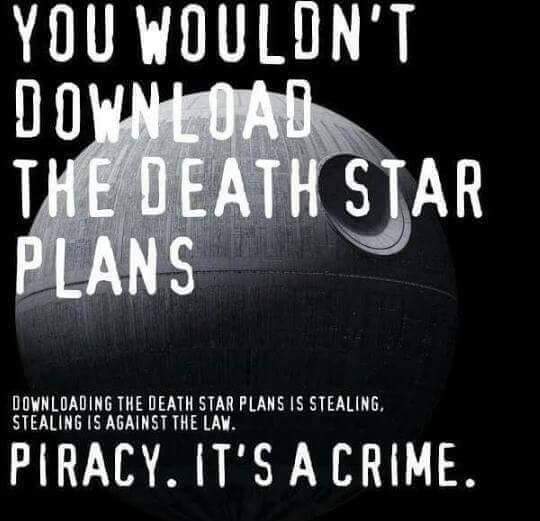 YOU WOULDN'T
DOWNLOAD
THE DEATH STAR
PLANS
DOWNLOADING THE DEATH STAR PLANS IS STEALING,
STEALING IS AGAINST THE LAW.
PIRACY. IT'S A CRIME.